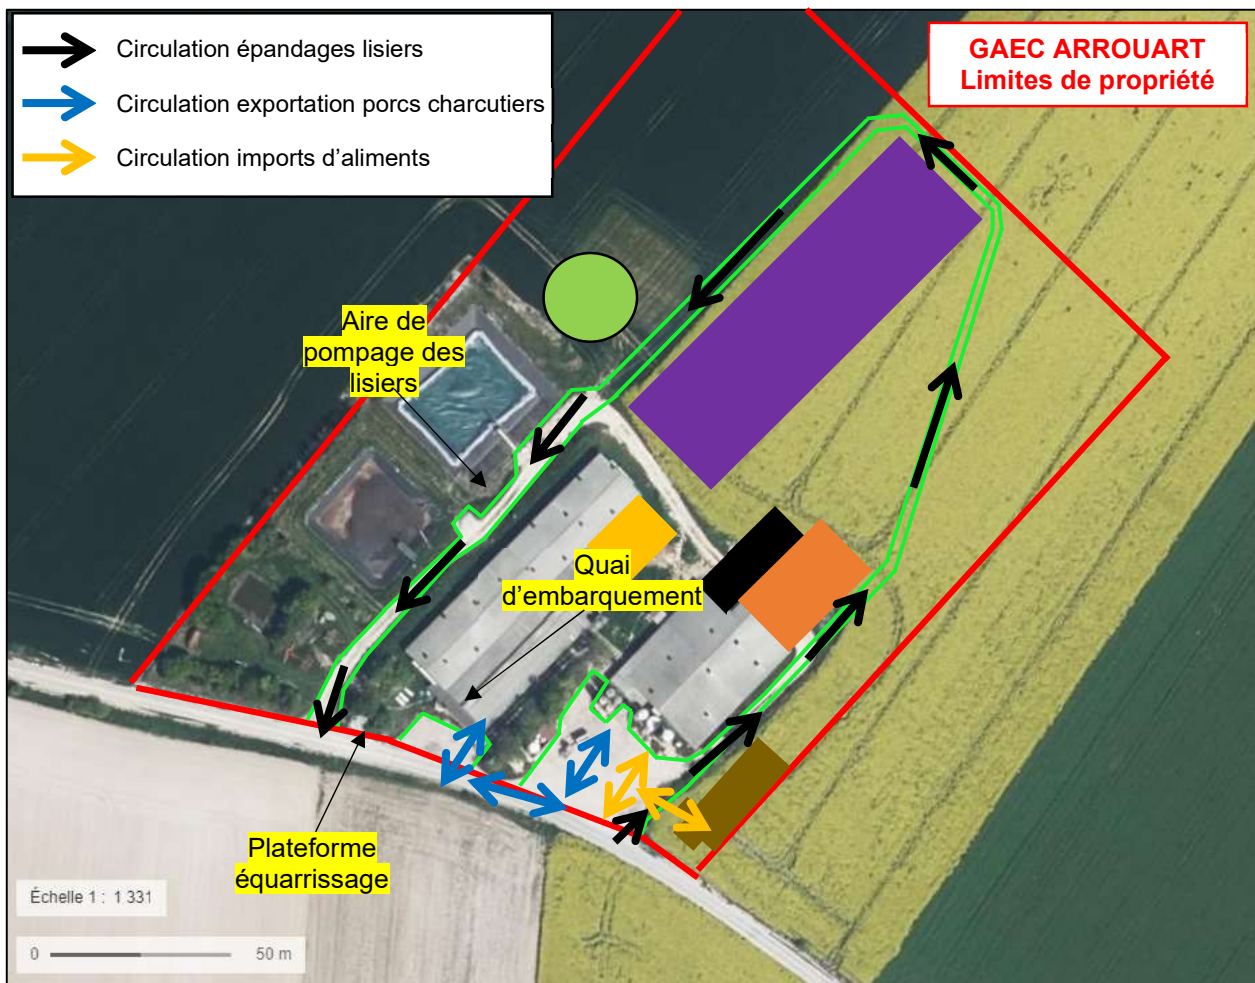 Circulation épandages lisiers
Circulation exportation porcs charcutiers
Circulation imports d'aliments
GAEC ARROUART
Limites de propriété
Aire de
pompage des
lisiers
Quai
d'embarquement
Plateforme
équarrissage
Échelle 1 : 1 331
0 50 m